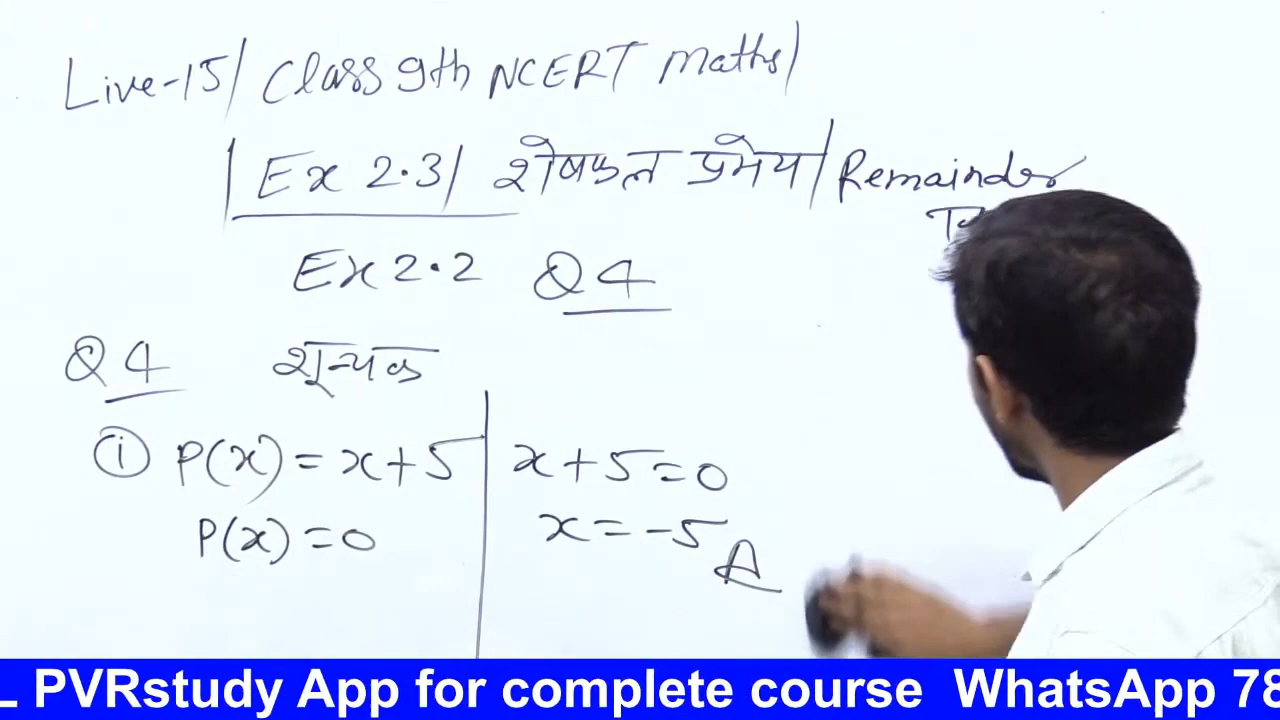 Live-15/ Class 9th NCERT Maths/
/Ex 2.3/ शेषफल प्रमेय/ Remainder
Ex 2.2 Q4
Q4 शून्यक
(i) P(x) = x+5 | x+5=0
P(x) = 0 | x = -5 A
L PVRstudy App for complete course WhatsApp 78